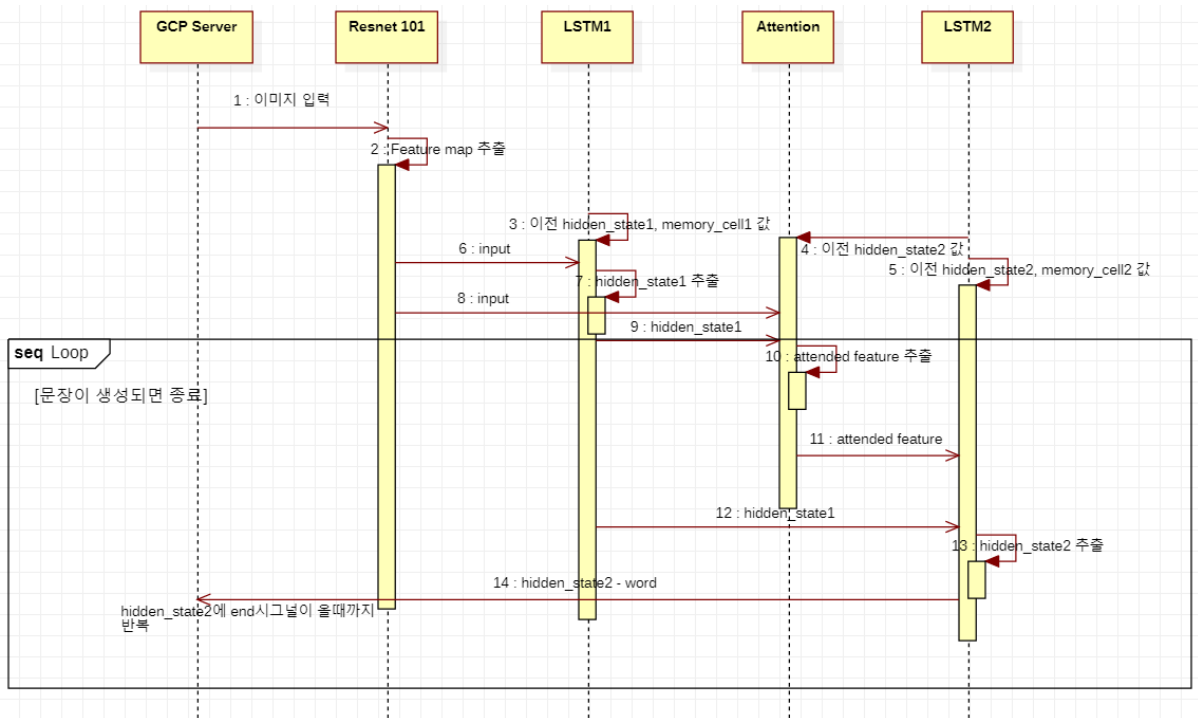 GCP Server
Resnet 101
LSTM1
Attention
LSTM2
1 : 이미지 입력
2 : Feature map 추출
3 : 이전 hidden_state1, memory_cell1 값
4 : 이전 hidden_state2 값
5 : 이전 hidden_state2, memory_cell2 값
6 : input
7 : hidden_state1 추출
8 : input
9 : hidden_state1
seq Loop
10 : attended feature 추출
[문장이 생성되면 종료]
11 : attended feature
12 : hidden_state1
13 : hidden_state2 추출
14 : hidden_state2 - word
hidden_state2에 end시그널이 올때까지
반복